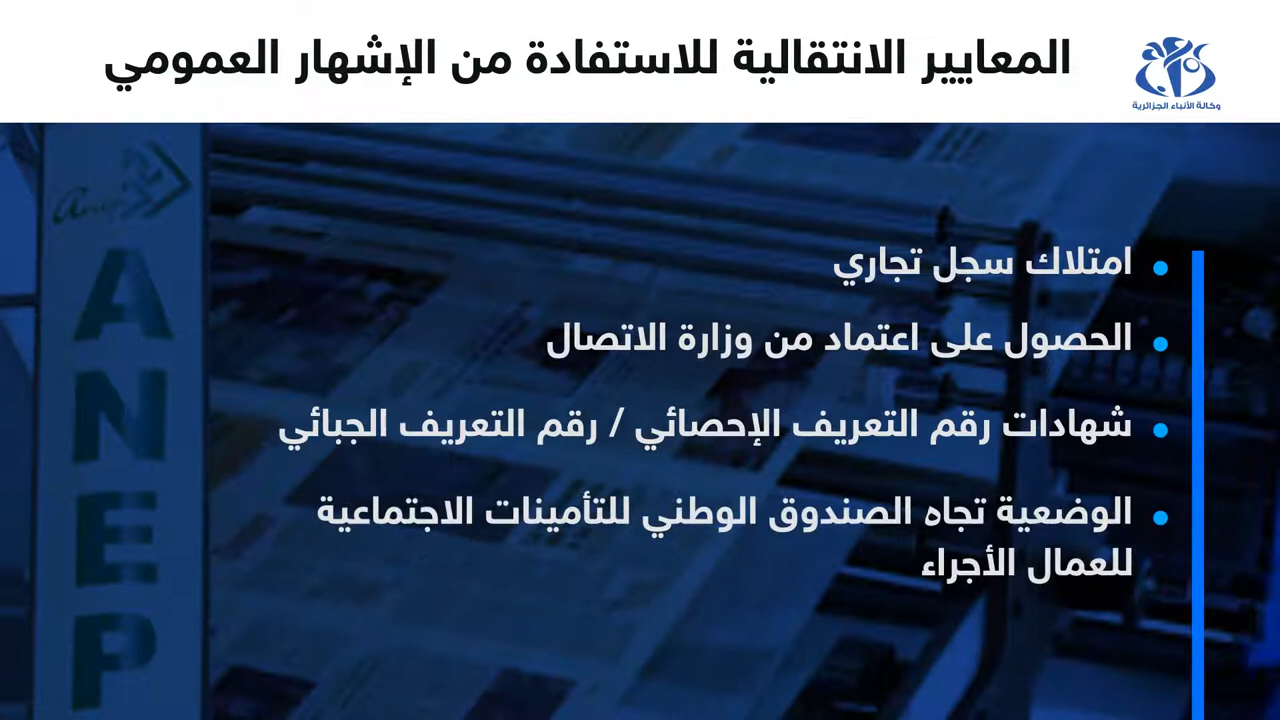 المعايير الانتقالية للاستفادة من الإشهار العمومي
وكالة الأنباء الجزائرية
امتلاك سجل تجاري
الحصول على اعتماد من وزارة الاتصال
شهادات رقم التعريف الإحصائي / رقم التعريف الجبائي
الوضعية تجاه الصندوق الوطني للتأمينات الاجتماعية
للعمال الأجراء
Anep
ANEP